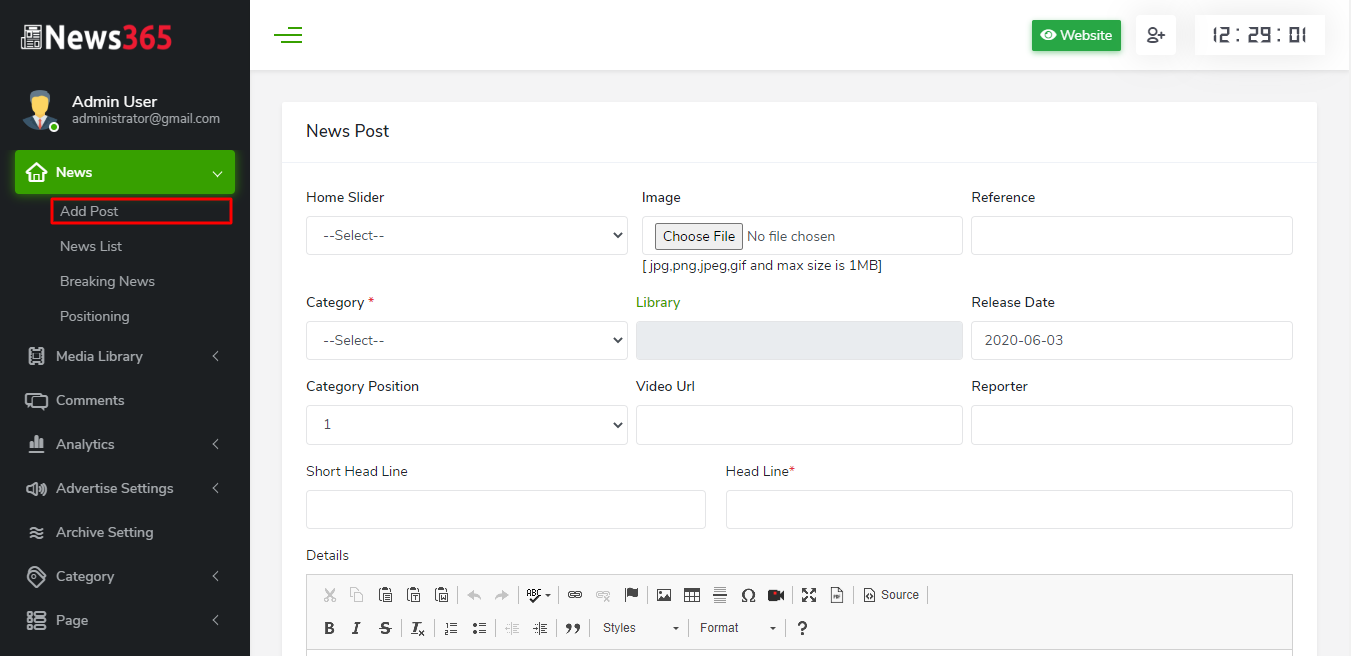 News365
Website
12:29:01
Admin User
administrator@gmail.com
News
Add Post
News List
Breaking News
Positioning
Media Library
Comments
Analytics
Advertise Settings
Archive Setting
Category
Page
News Post
Home Slider
Image
Reference
--Select--
Choose File No file chosen
[ jpg,png,jpeg,gif and max size is 1MB]
Category *
Library
Release Date
--Select--
2020-06-03
Category Position
Video Url
Reporter
1
Short Head Line
Head Line*
Details
ABC
Source
B I S Ix
Styles
Format
?